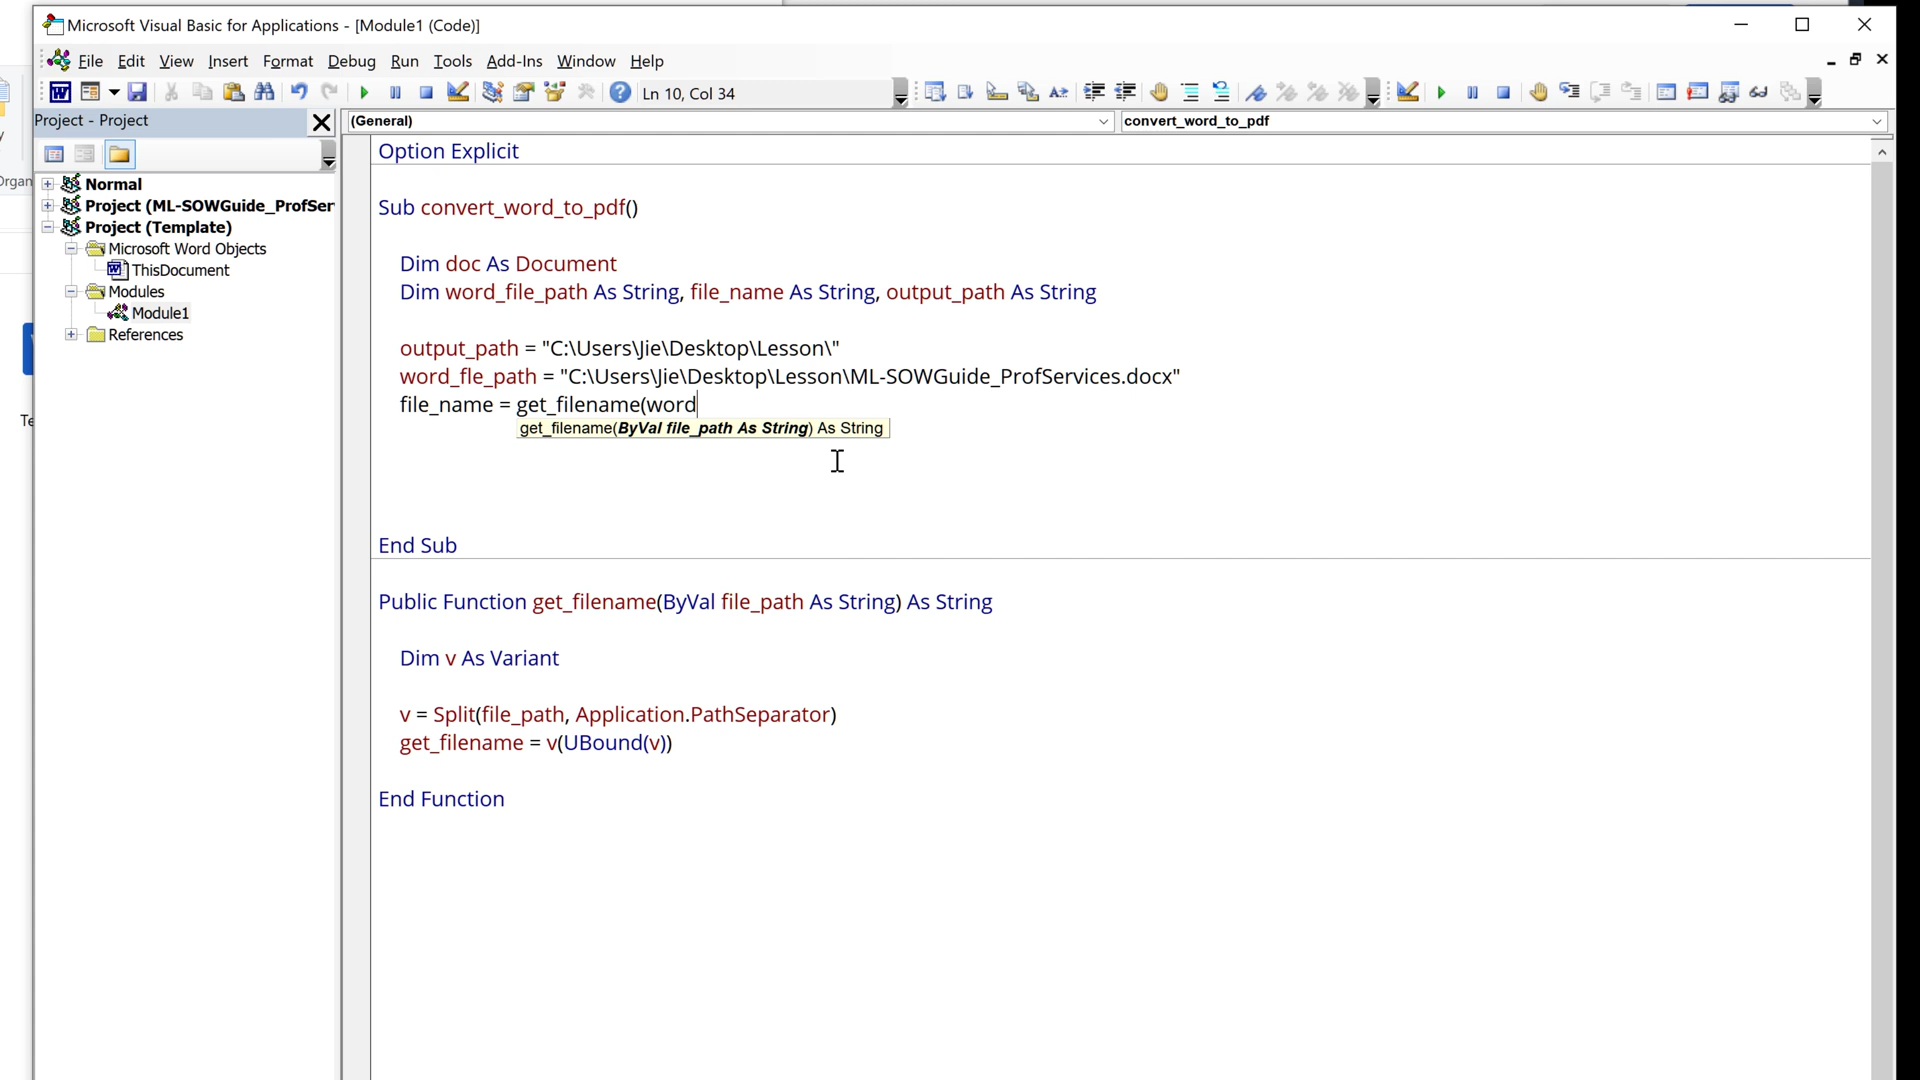 Microsoft Visual Basic for Applications - [Module1 (Code)]
File Edit View Insert Format Debug Run Tools Add-Ins Window Help
Ln 10, Col 34
Project - Project
(General)
convert_word_to_pdf
Normal
Project (ML-SOWGuide_ProfSer
Project (Template)
Microsoft Word Objects
ThisDocument
Modules
Module1
References
Option Explicit
Sub convert_word_to_pdf()
Dim doc As Document
Dim word_file_path As String, file_name As String, output_path As String
output_path = "C:\Users\Jie\Desktop\Lesson\"
word_fle_path = "C:\Users\Jie\Desktop\Lesson\ML-SOWGuide_ProfServices.docx"
file_name = get_filename(word
get_filename(ByVal file_path As String) As String
End Sub
Public Function get_filename(ByVal file_path As String) As String
Dim v As Variant
v = Split(file_path, Application.PathSeparator)
get_filename = v(UBound(v))
End Function